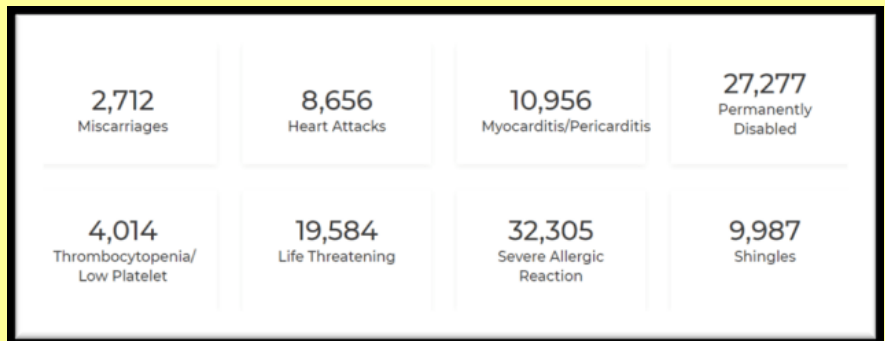 2,712
Miscarriages
8,656
Heart Attacks
10,956
Myocarditis/Pericarditis
27,277
Permanently
Disabled
4,014
Thrombocytopenia/
Low Platelet
19,584
Life Threatening
32,305
Severe Allergic
Reaction
9,987
Shingles